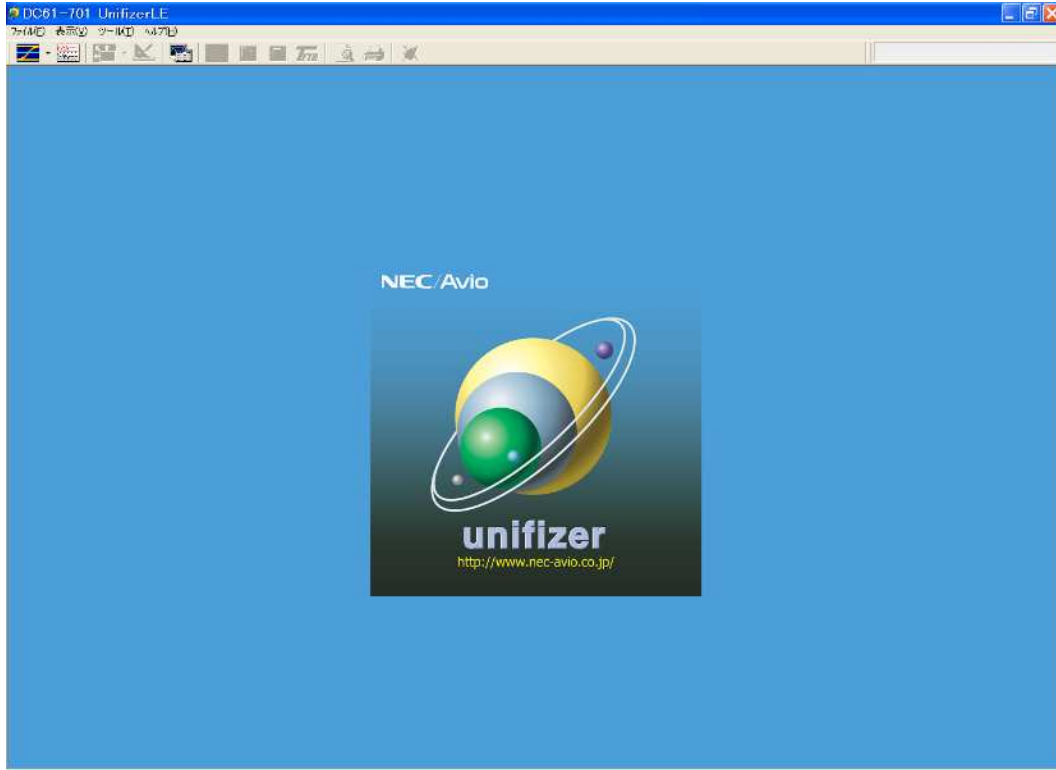 DC61-701 UnifizerLE
ファイル(F) 表示(V) ツール(T) ヘルプ(H)
NEC/Avio
unifizer
http://www.nec-avio.co.jp/